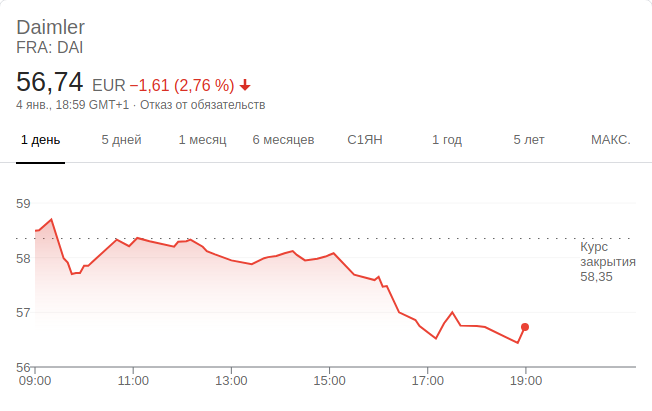 Daimler
FRA: DAI
56,74 EUR −1,61 (2,76 %)
4 янв., 18:59 GMT+1 · Отказ от обязательств
1 день 5 дней 1 месяц 6 месяцев С1ЯН 1 год 5 лет МАКС.
59
58
57
56
Курс
закрытия
58,35
09:00 11:00 13:00 15:00 17:00 19:00